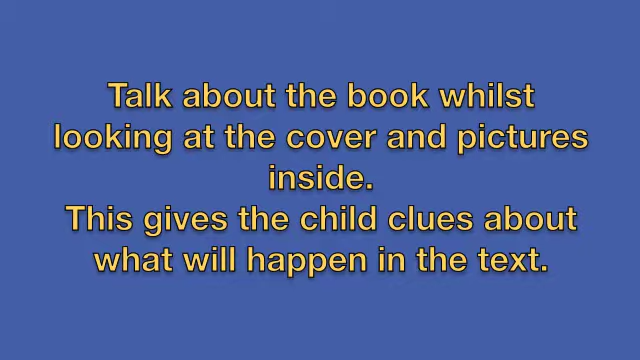 Talk about the book whilst
looking at the cover and pictures
inside.
This gives the child clues about
what will happen in the text.